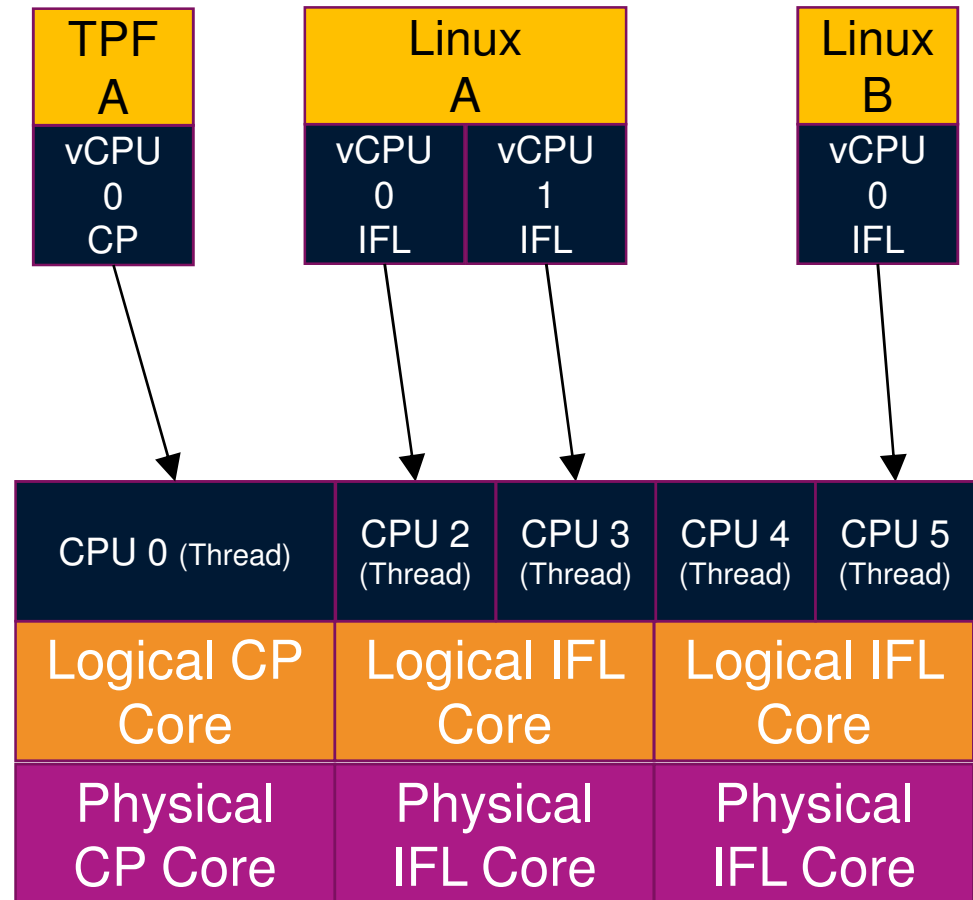 TPF
A
Linux
A
Linux
B
vCPU
0
CP
vCPU
0
IFL
vCPU
1
IFL
vCPU
0
IFL
CPU 0 (Thread)
CPU 2
(Thread)
CPU 3
(Thread)
CPU 4
(Thread)
CPU 5
(Thread)
Logical CP
Core
Logical IFL
Core
Logical IFL
Core
Physical
CP Core
Physical
IFL Core
Physical
IFL Core